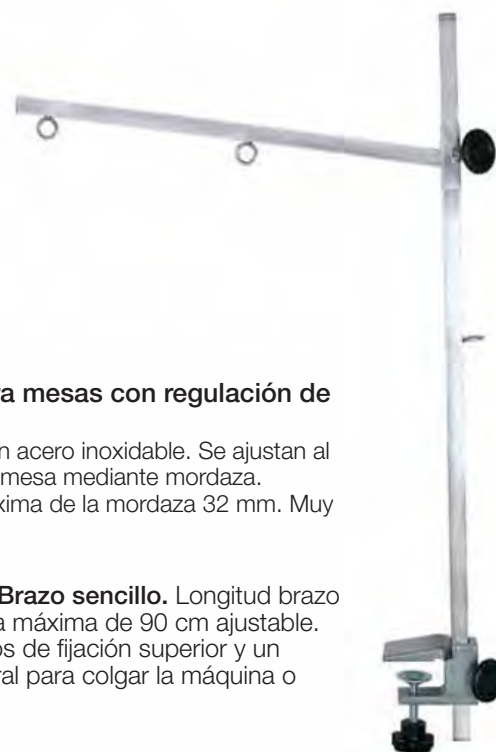 ra mesas con regulación de
n acero inoxidable. Se ajustan al
mesa mediante mordaza.
xima de la mordaza 32 mm. Muy
Brazo sencillo. Longitud brazo
a máxima de 90 cm ajustable.
os de fijación superior y un
ral para colgar la máquina o